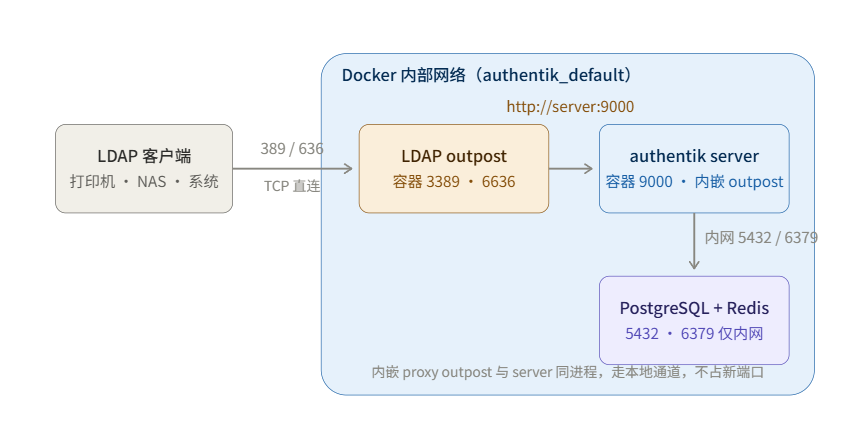 Docker 内部网络（authentik_default）
http://server:9000
LDAP 客户端
打印机 · NAS · 系统
389 / 636
TCP 直连
LDAP outpost
容器 3389 · 6636
authentik server
容器 9000 · 内嵌 outpost
内网 5432 / 6379
PostgreSQL + Redis
5432 · 6379 仅内网
内嵌 proxy outpost 与 server 同进程，走本地通道，不占新端口